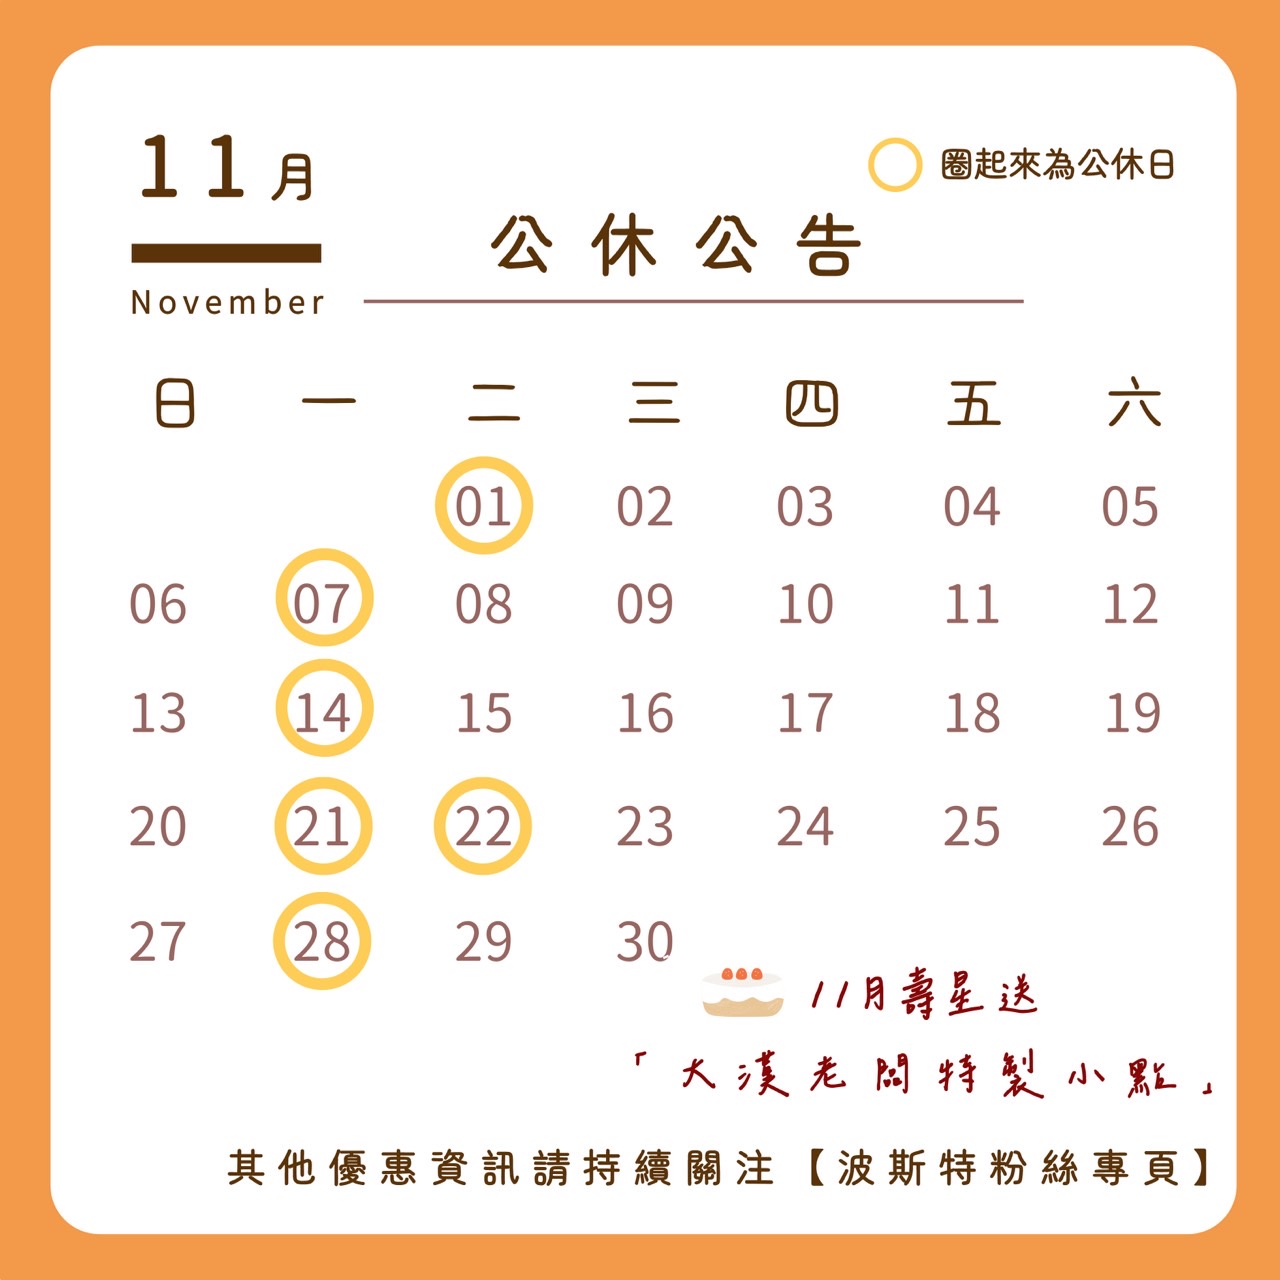 11月
圈起來為公休日
公休公告
November
日 一 二 三 四 五 六
01 02 03 04 05
06 07 08 09 10 11 12
13 14 15 16 17 18 19
20 21 22 23 24 25 26
27 28 29 30
11月壽星送
「大漢老闆特製小點」
其他優惠資訊請持續關注【波斯特粉絲專頁】